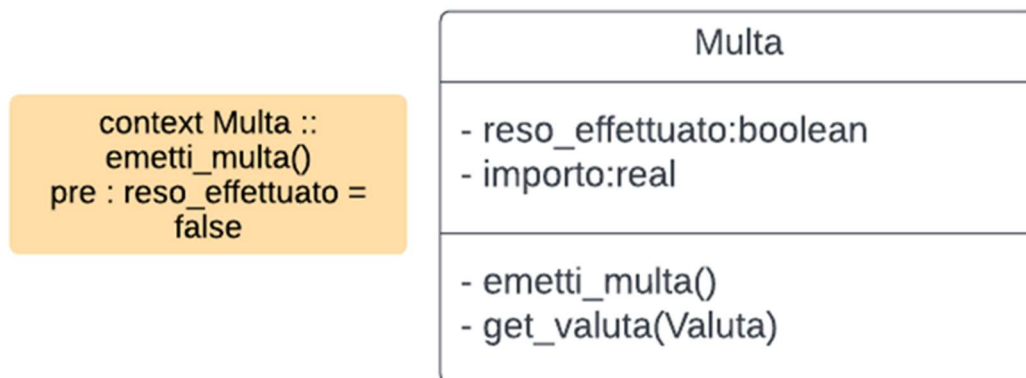 context Multa ::
emetti_multa()
pre : reso_effettuato =
false
Multa
- reso_effettuato:boolean
- importo:real
- emetti_multa()
- get_valuta(Valuta)